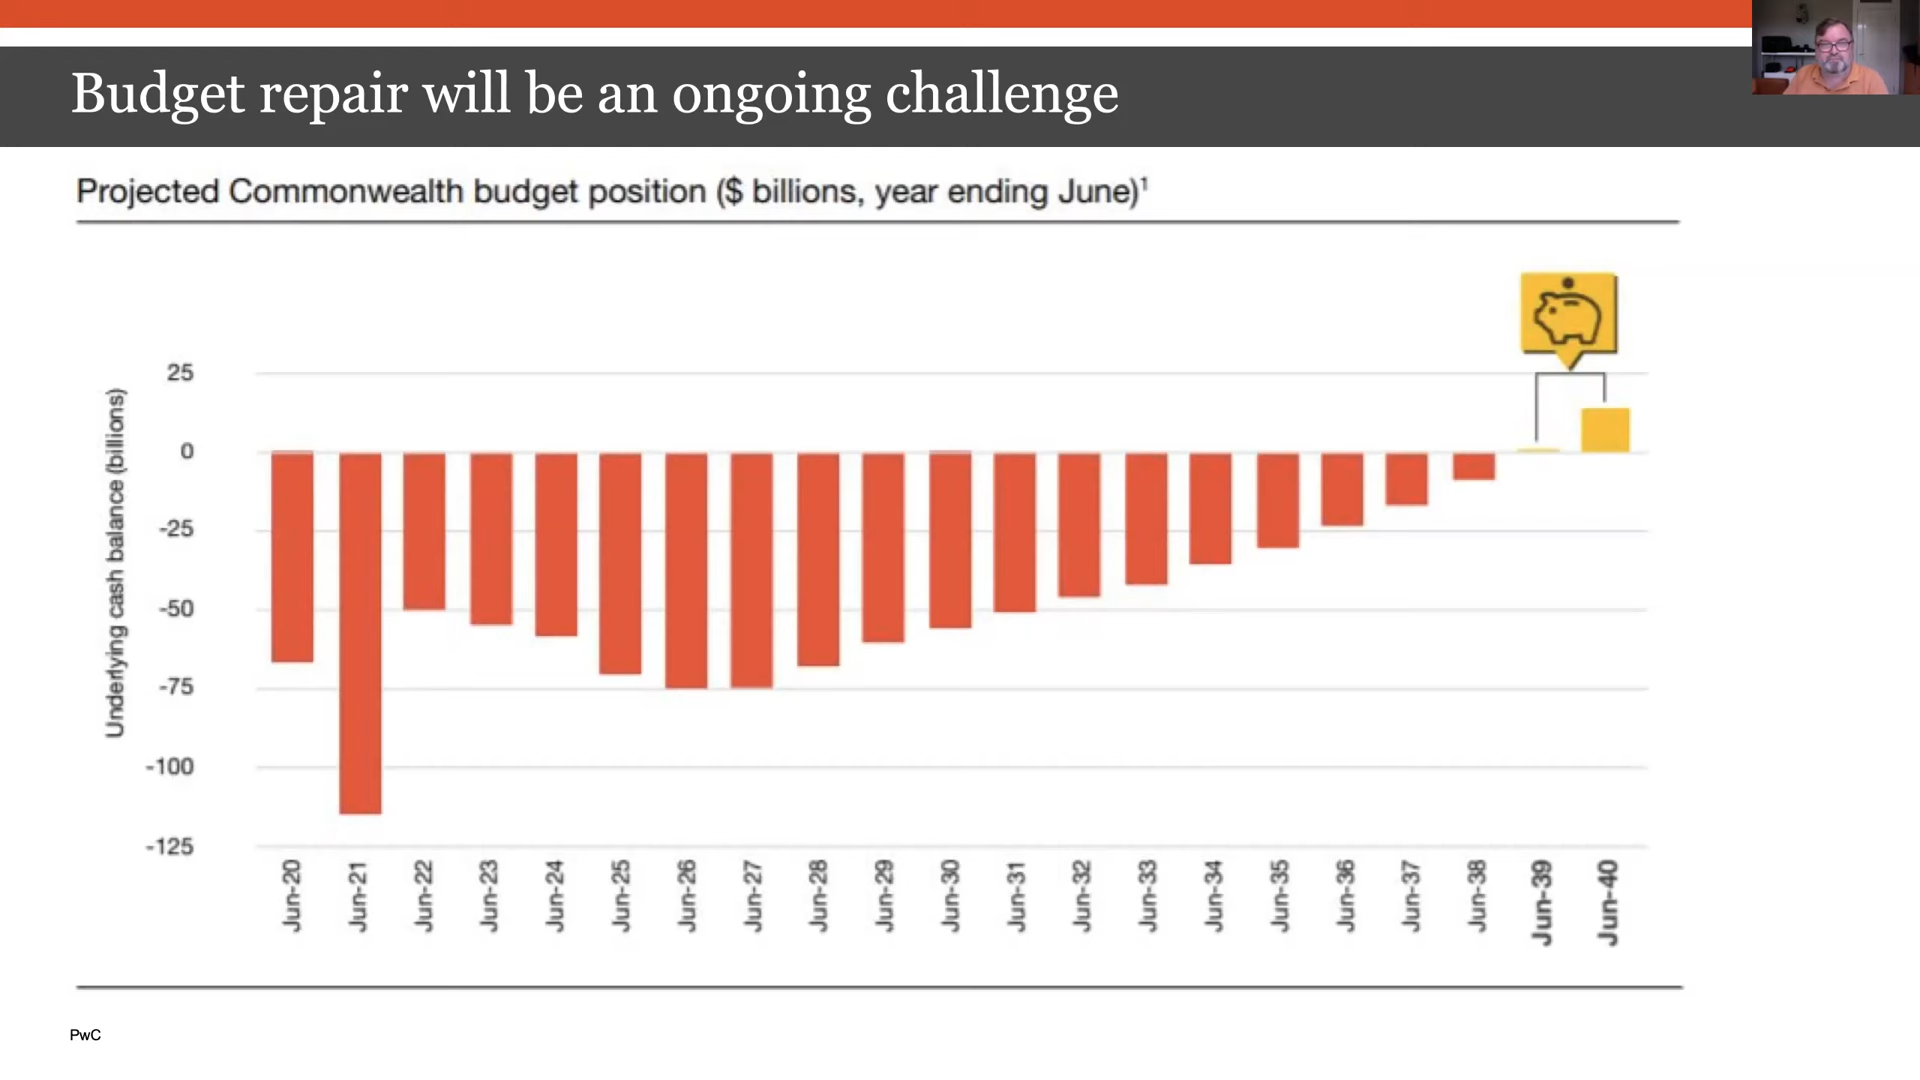 Budget repair will be an ongoing challenge
Projected Commonwealth budget position ($ billions, year ending June)¹
Underlying cash balance (billions)
25
0
-25
-50
-75
-100
-125
Jun-20
Jun-21
Jun-22
Jun-23
Jun-24
Jun-25
Jun-26
Jun-27
Jun-28
Jun-29
Jun-30
Jun-31
Jun-32
Jun-33
Jun-34
Jun-35
Jun-36
Jun-37
Jun-38
Jun-39
Jun-40
PwC